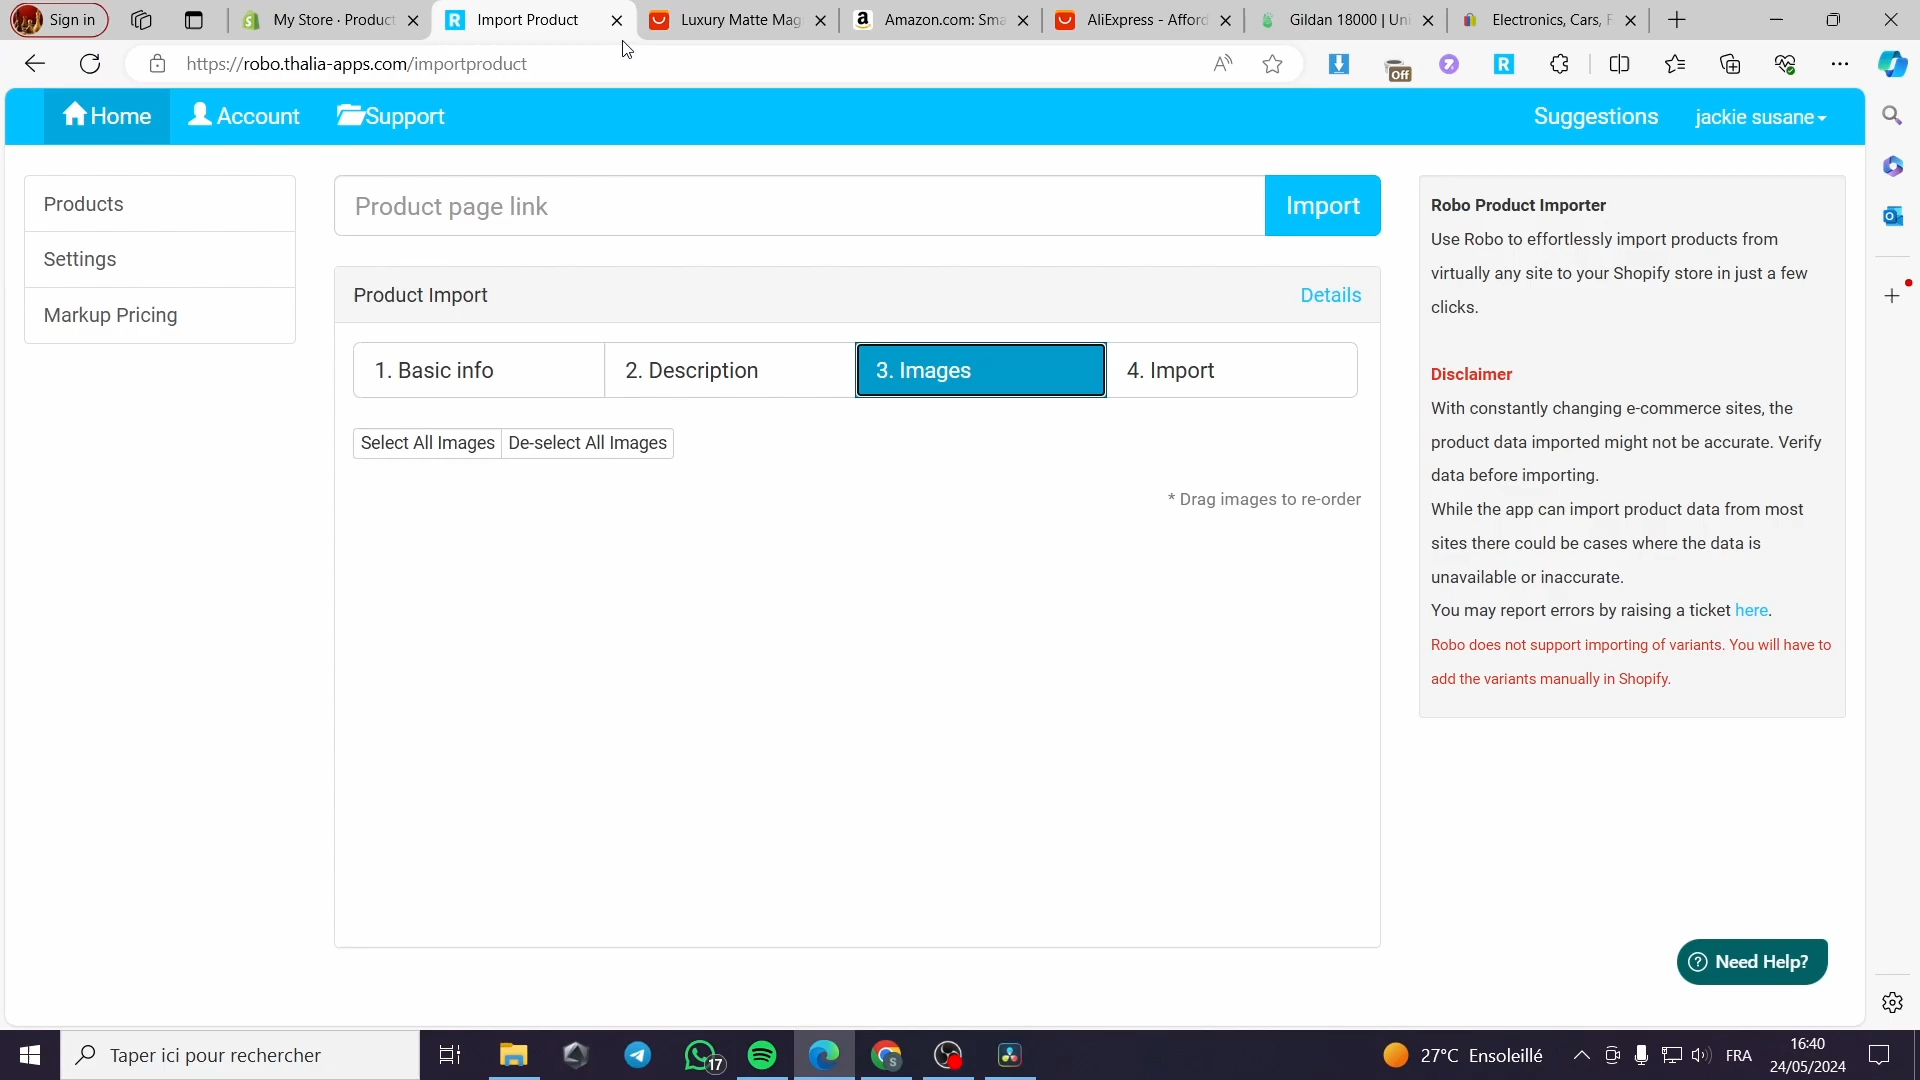 Sign in
My Store · Product
Import Product
Luxury Matte Mag
Amazon.com: Sma
AliExpress - Afford
Gildan 18000 | Uni
Electronics, Cars, F
https://robo.thalia-apps.com/importproduct
Off
Home
Account
Support
Suggestions
jackie susane
Products
Settings
Markup Pricing
Product page link
Import
Product Import
Details
1. Basic info
2. Description
3. Images
4. Import
Select All Images
De-select All Images
* Drag images to re-order
Robo Product Importer
Use Robo to effortlessly import products from
virtually any site to your Shopify store in just a few
clicks.
Disclaimer
With constantly changing e-commerce sites, the
product data imported might not be accurate. Verify
data before importing.
While the app can import product data from most
sites there could be cases where the data is
unavailable or inaccurate.
You may report errors by raising a ticket here.
Robo does not support importing of variants. You will have to
add the variants manually in Shopify.
Need Help?
Taper ici pour rechercher
17
27°C Ensoleillé
FRA
16:40
24/05/2024